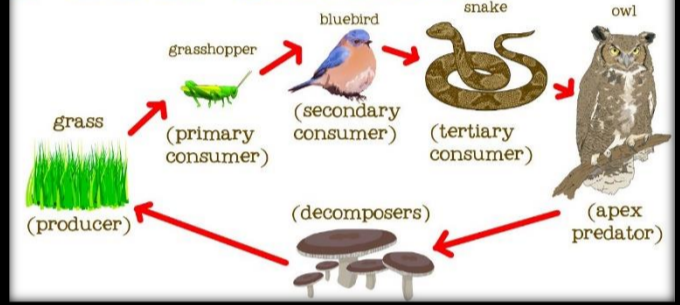 grass
(producer)
grasshopper
(primary
consumer)
bluebird
(secondary
consumer)
snake
(tertiary
consumer)
owl
(apex
predator)
(decomposers)